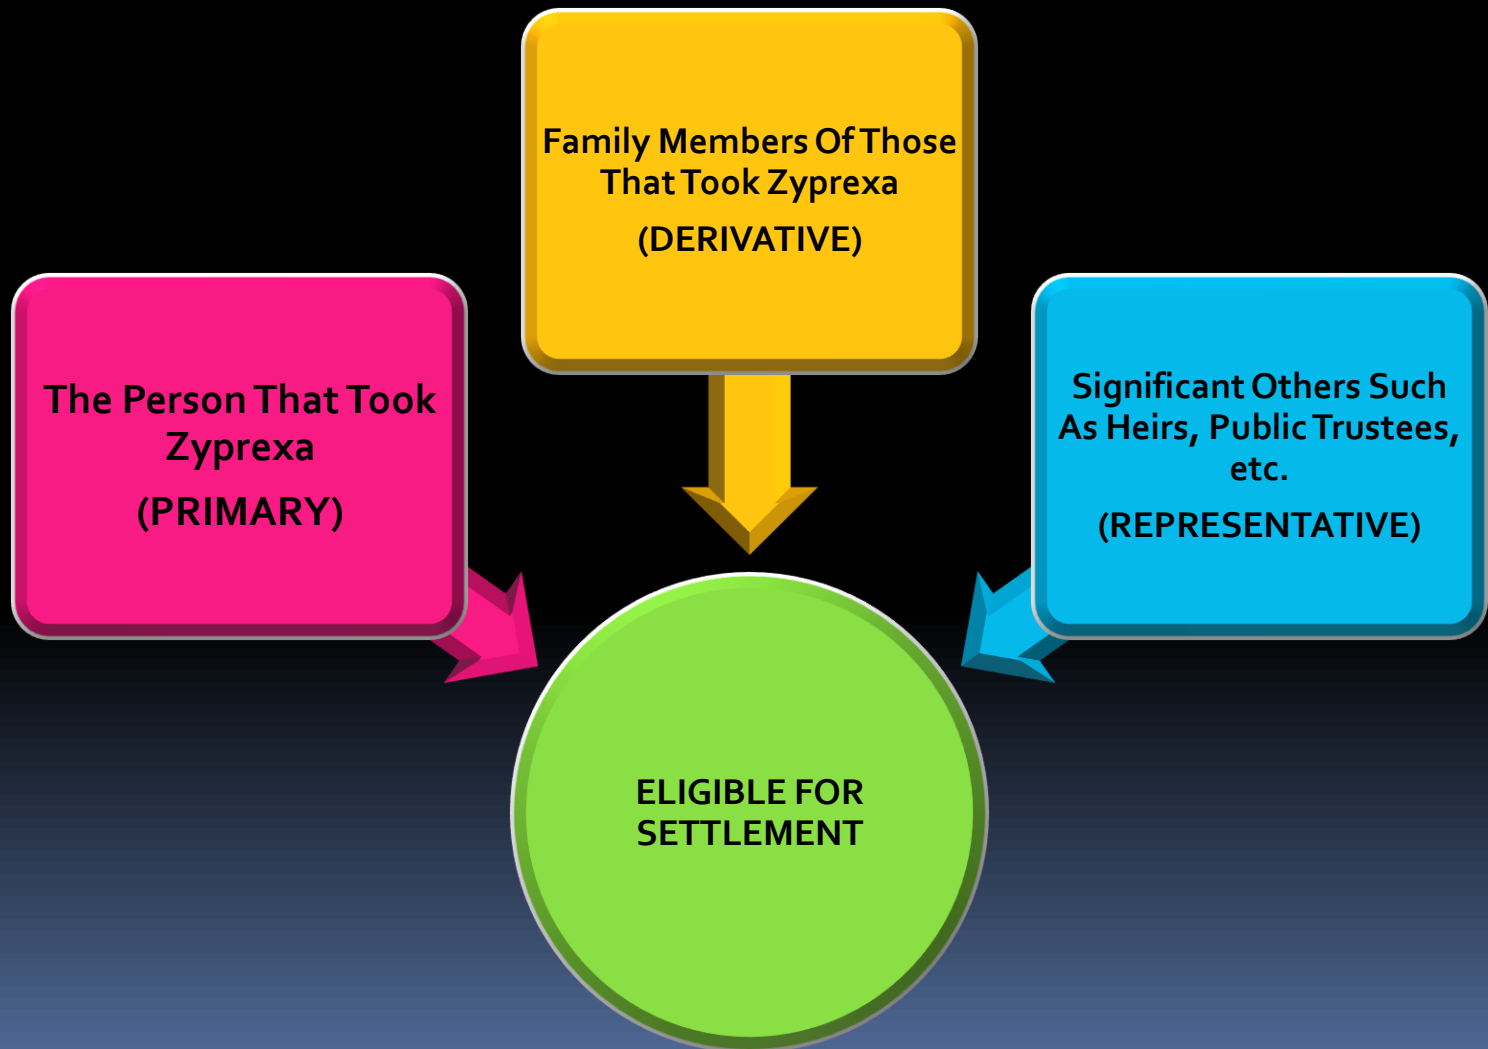 Family Members Of Those
That Took Zyprexa
(DERIVATIVE)
The Person That Took
Zyprexa
(PRIMARY)
Significant Others Such
As Heirs, Public Trustees,
etc.
(REPRESENTATIVE)
ELIGIBLE FOR
SETTLEMENT